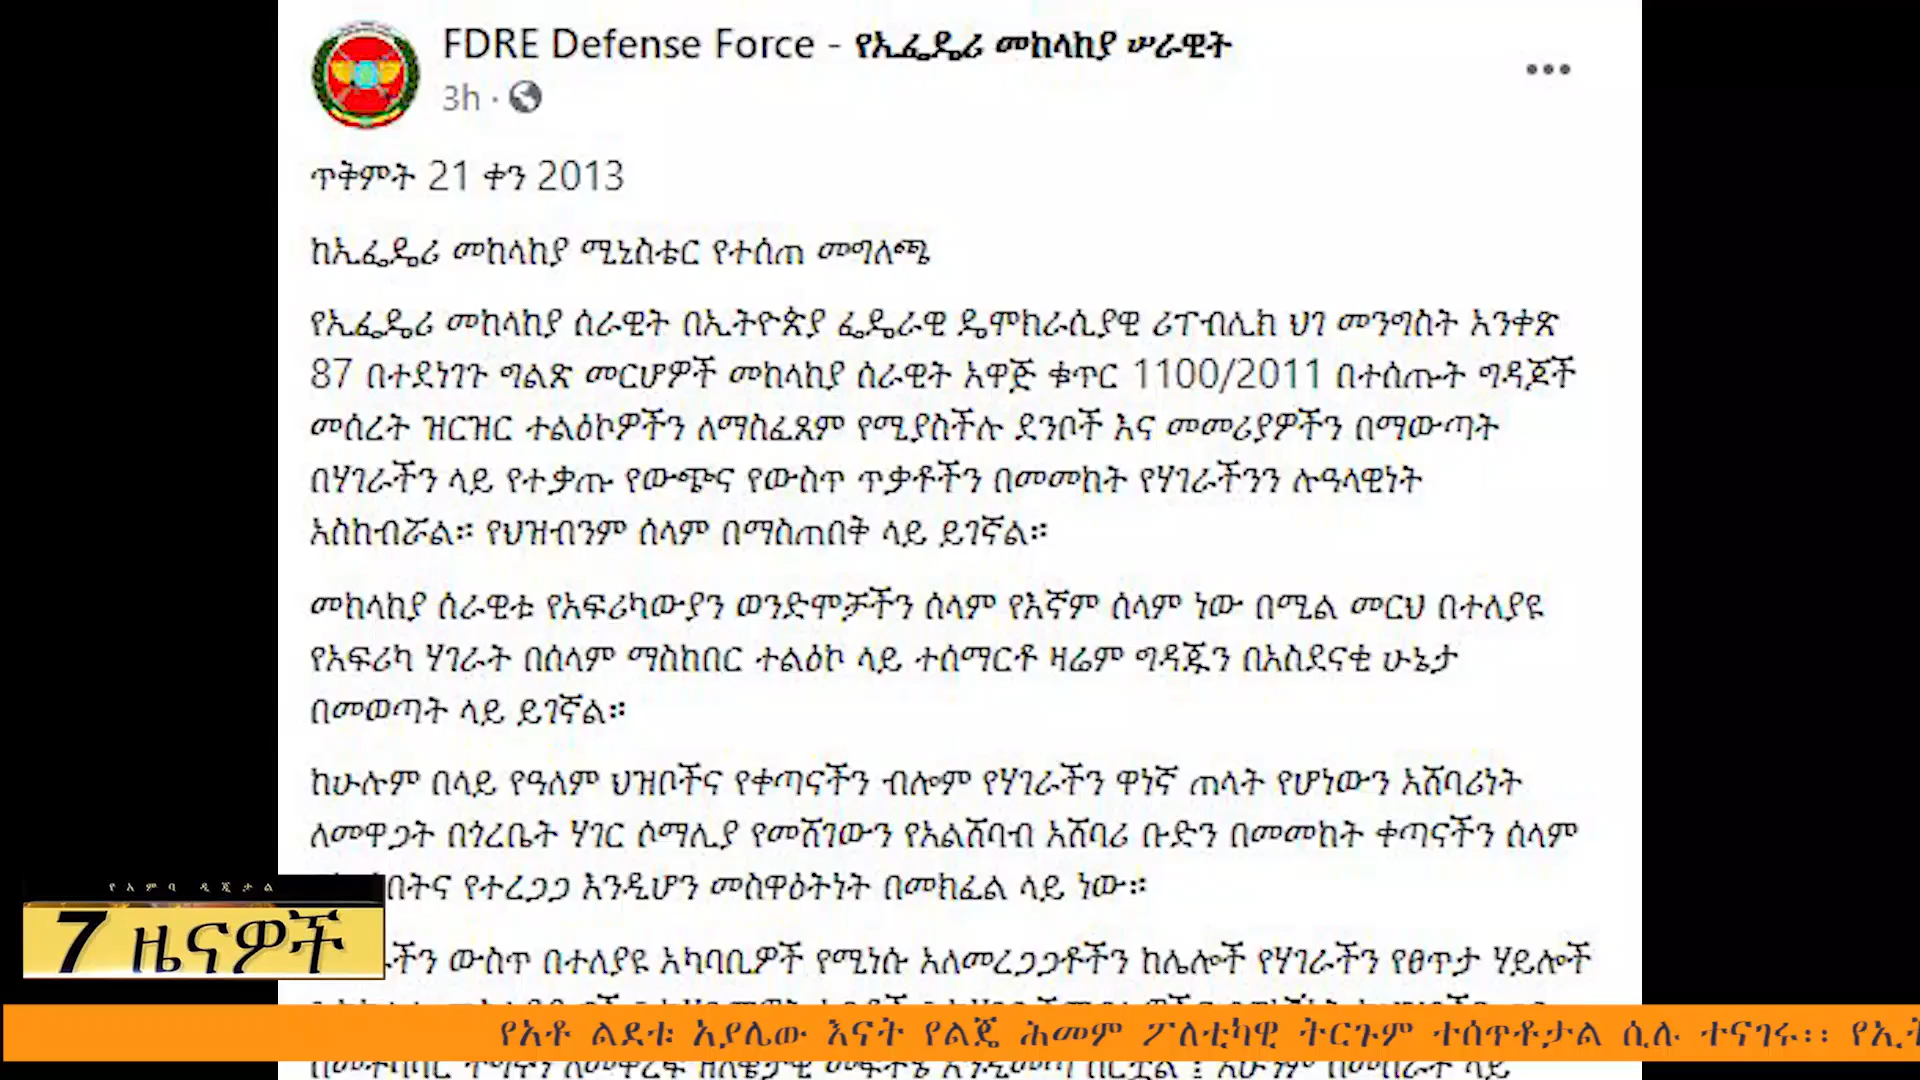 FDRE Defense Force - የኢፌዴሪ መከላከያ ሠራዊት
3h ·
ጥቅምት 21 ቀን 2013
ከኢፌዴሪ መከላከያ ሚኒስቴር የተሰጠ መግለጫ
የኢፌዴሪ መከላከያ ሰራዊት በኢትዮጵያ ፌዴራዊ ዴሞክራሲያዊ ሪፐብሊክ ህገ መንግስት አንቀጽ
87 በተደነገጉ ግልጽ መርሆዎች መከላከያ ሰራዊት አዋጅ ቁጥር 1100/2011 በተሰጡት ግዳጆች
መሰረት ዝርዝር ተልዕኮዎችን ለማስፈጸም የሚያስችሉ ደንቦች እና መመሪያዎችን በማውጣት
በሃገራችን ላይ የተቃጡ የውጭና የውስጥ ጥቃቶችን በመመከት የሃገራችንን ሉዓላዊነት
አስከብሯል። የህዝብንም ሰላም በማስጠበቅ ላይ ይገኛል።
መከላከያ ሰራዊቱ የአፍሪካውያን ወንድሞቻችን ሰላም የእኛም ሰላም ነው በሚል መርህ በተለያዩ
የአፍሪካ ሃገራት በሰላም ማስከበር ተልዕኮ ላይ ተሰማርቶ ዛሬም ግዳጁን በአስደናቂ ሁኔታ
በመወጣት ላይ ይገኛል።
ከሁሉም በላይ የዓለም ህዝቦችና የቀጣናችን ብሎም የሃገራችን ዋነኛ ጠላት የሆነውን አሸባሪነት
ለመዋጋት በጎረቤት ሃገር ሶማሊያ የመሸገውን የአልሸባብ አሸባሪ ቡድን በመመከት ቀጣናችን ሰላም
የተረጋጋ እንዲሆን መስዋዕትነት በመክፈል ላይ ነው።
ውስጥ በተለያዩ አካባቢዎች የሚነሱ አለመረጋጋቶችን ከሌሎች የሃገራችን የፀጥታ ሃይሎች
የአምባ ዲጂታል
7 ዜናዎች
የአቶ ልደቱ አያሌው እናት የልጄ ሕመም ፖለቲካዊ ትርጉም ተሰጥቶታል ሲሉ ተናገሩ፡፡